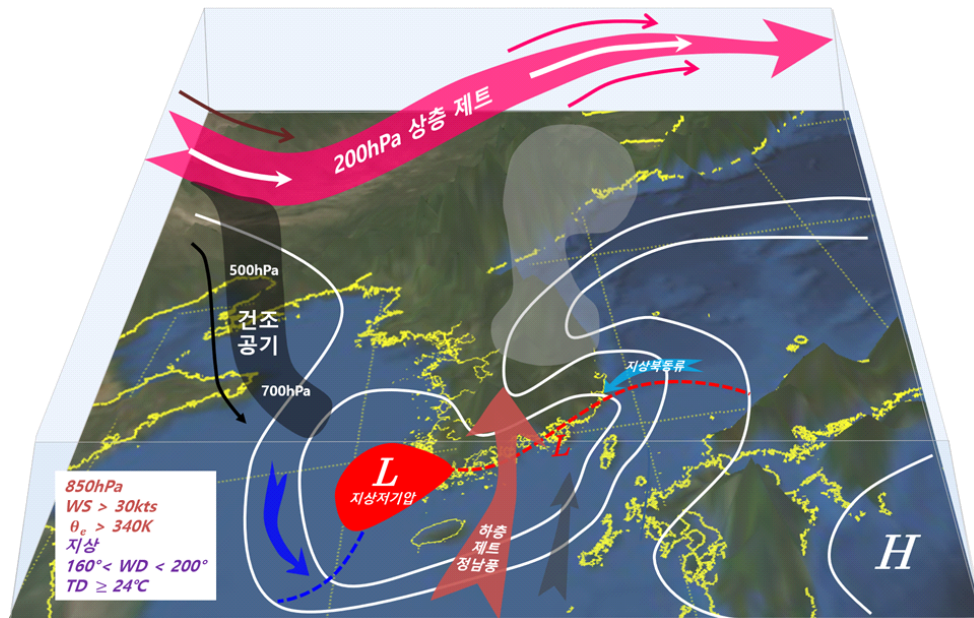 200hPa 상층 제트
500hPa
건조
공기
700hPa
지상북동류
L
지상저기압
L
하층
제트
정남풍
H
850hPa
WS > 30kts
θe > 340K
지상
160°< WD < 200°
TD ≥ 24℃